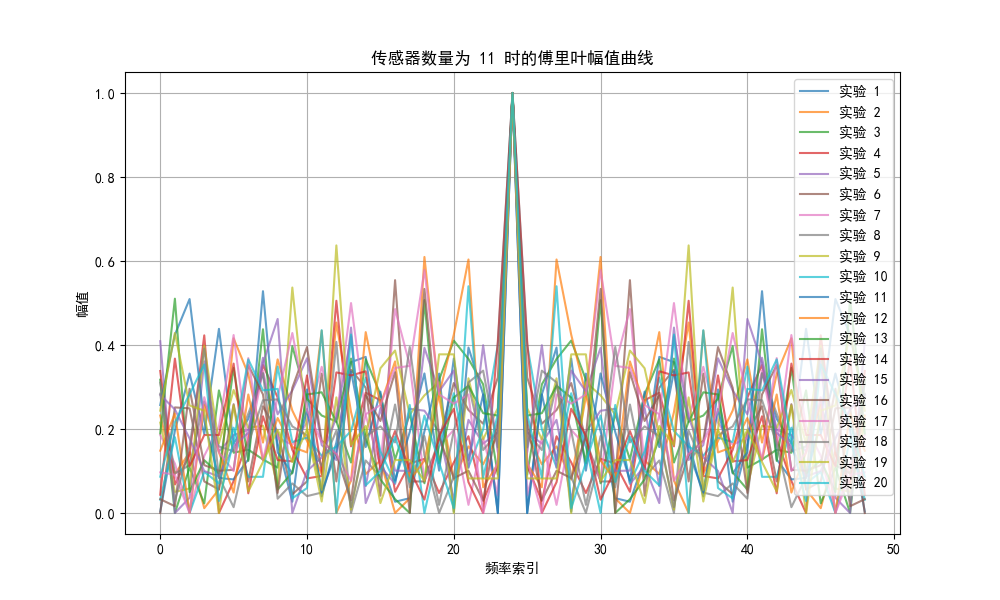 传感器数量为 11 时的傅里叶幅值曲线
幅值
1.0
0.8
0.6
0.4
0.2
0.0
0
10
20
30
40
50
频率索引
实验 1
实验 2
实验 3
实验 4
实验 5
实验 6
实验 7
实验 8
实验 9
实验 10
实验 11
实验 12
实验 13
实验 14
实验 15
实验 16
实验 17
实验 18
实验 19
实验 20